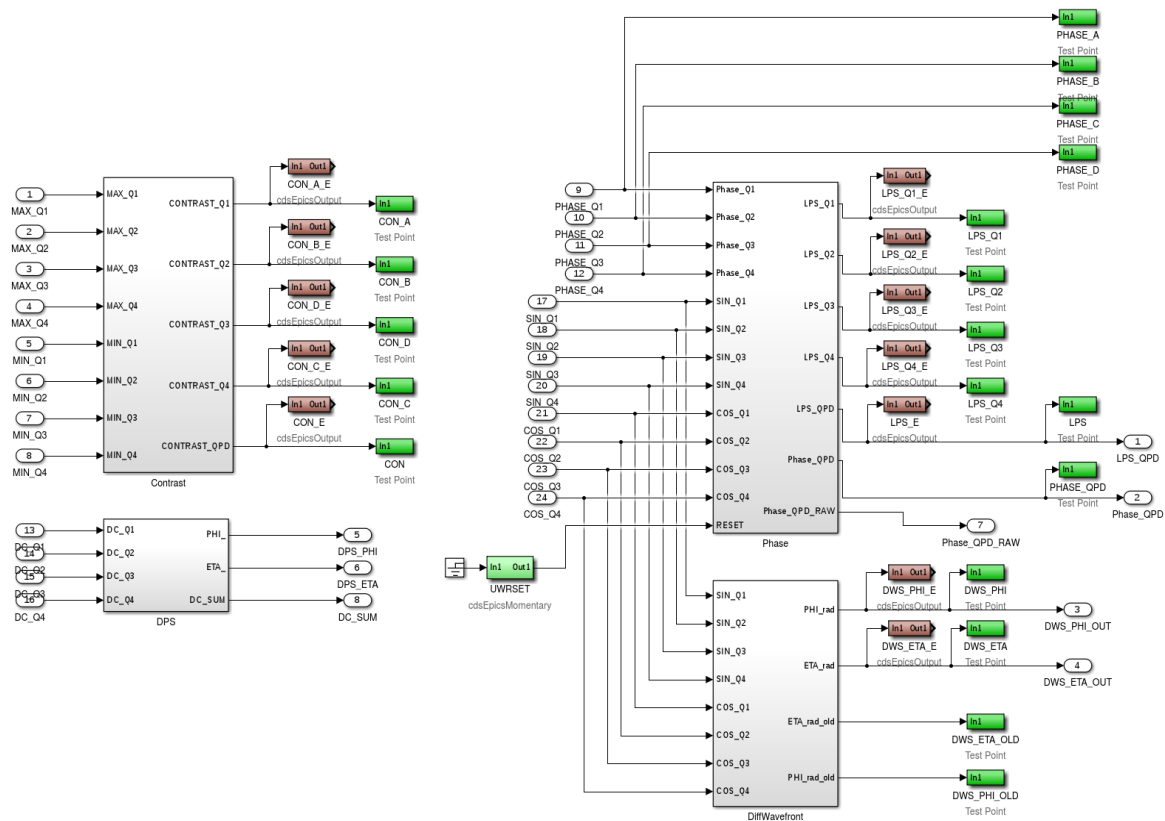 1
MAX_Q1
2
MAX_Q2
3
MAX_Q3
4
MAX_Q4
5
MIN_Q1
6
MIN_Q2
7
MIN_Q3
8
MIN_Q4
MAX_Q1
MAX_Q2
MAX_Q3
MAX_Q4
MIN_Q1
MIN_Q2
MIN_Q3
MIN_Q4
CONTRAST_Q1
CONTRAST_Q2
CONTRAST_Q3
CONTRAST_Q4
CONTRAST_QPD
Contrast
In1 Out1
CON_A_E
cdsEpicsOutput
In1
CON_A
Test Point
In1 Out1
CON_B_E
cdsEpicsOutput
In1
CON_B
Test Point
In1 Out1
CON_D_E
cdsEpicsOutput
In1
CON_D
Test Point
In1 Out1
CON_C_E
cdsEpicsOutput
In1
CON_C
Test Point
In1 Out1
CON_E
cdsEpicsOutput
In1
CON
Test Point
13
DC_Q1
14
DC_Q2
15
DC_Q3
16
DC_Q4
DC_Q1
DC_Q2
DC_Q3
DC_Q4
PHI_
ETA_
DC_SUM
DPS
5
DPS_PHI
6
DPS_ETA
8
DC_SUM
In1
PHASE_A
Test Point
In1
PHASE_B
Test Point
In1
PHASE_C
Test Point
In1
PHASE_D
Test Point
9
PHASE_Q1
10
PHASE_Q2
11
PHASE_Q3
12
PHASE_Q4
17
SIN_Q1
18
SIN_Q2
19
SIN_Q3
20
SIN_Q4
21
COS_Q1
22
COS_Q2
23
COS_Q3
24
COS_Q4
In1 Out1
UWRSET
cdsEpicsMomentary
Phase_Q1
Phase_Q2
Phase_Q3
Phase_Q4
SIN_Q1
SIN_Q2
SIN_Q3
SIN_Q4
COS_Q1
COS_Q2
COS_Q3
COS_Q4
RESET
LPS_Q1
LPS_Q2
LPS_Q3
LPS_Q4
LPS_QPD
Phase_QPD
Phase_QPD_RAW
Phase
In1 Out1
LPS_Q1_E
cdsEpicsOutput
In1
LPS_Q1
Test Point
In1 Out1
LPS_Q2_E
cdsEpicsOutput
In1
LPS_Q2
Test Point
In1 Out1
LPS_Q3_E
cdsEpicsOutput
In1
LPS_Q3
Test Point
In1 Out1
LPS_Q4_E
cdsEpicsOutput
In1
LPS_Q4
Test Point
In1 Out1
LPS_E
cdsEpicsOutput
In1
LPS
Test Point
1
LPS_QPD
In1
PHASE_QPD
Test Point
2
Phase_QPD
7
Phase_QPD_RAW
SIN_Q1
SIN_Q2
SIN_Q3
SIN_Q4
COS_Q1
COS_Q2
COS_Q3
COS_Q4
PHI_rad
ETA_rad
ETA_rad_old
PHI_rad_old
DiffWavefront
In1 Out1
DWS_PHI_E
cdsEpicsOutput
In1
DWS_PHI
Test Point
3
DWS_PHI_OUT
In1 Out1
DWS_ETA_E
cdsEpicsOutput
In1
DWS_ETA
Test Point
4
DWS_ETA_OUT
In1
DWS_ETA_OLD
Test Point
In1
DWS_PHI_OLD
Test Point